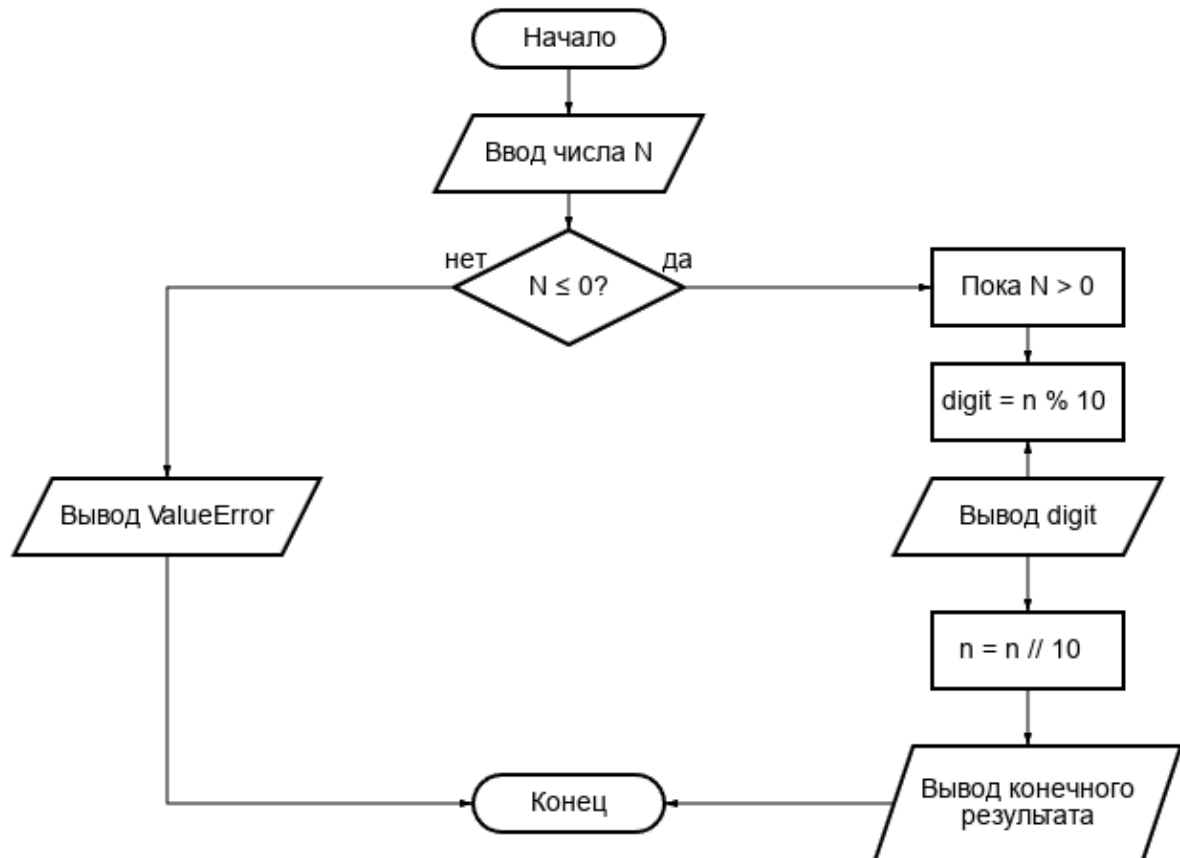 Начало
Ввод числа N
нет
да
N ≤ 0?
Пока N > 0
digit = n % 10
Вывод ValueError
Вывод digit
n = n // 10
Вывод конечного
результата
Конец